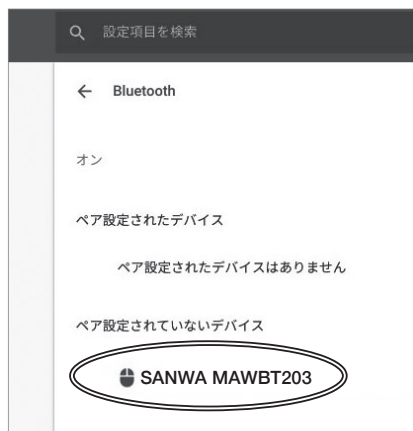 設定項目を検索
Bluetooth
オン
ペア設定されたデバイス
ペア設定されたデバイスはありません
ペア設定されていないデバイス
SANWA MAWBT203